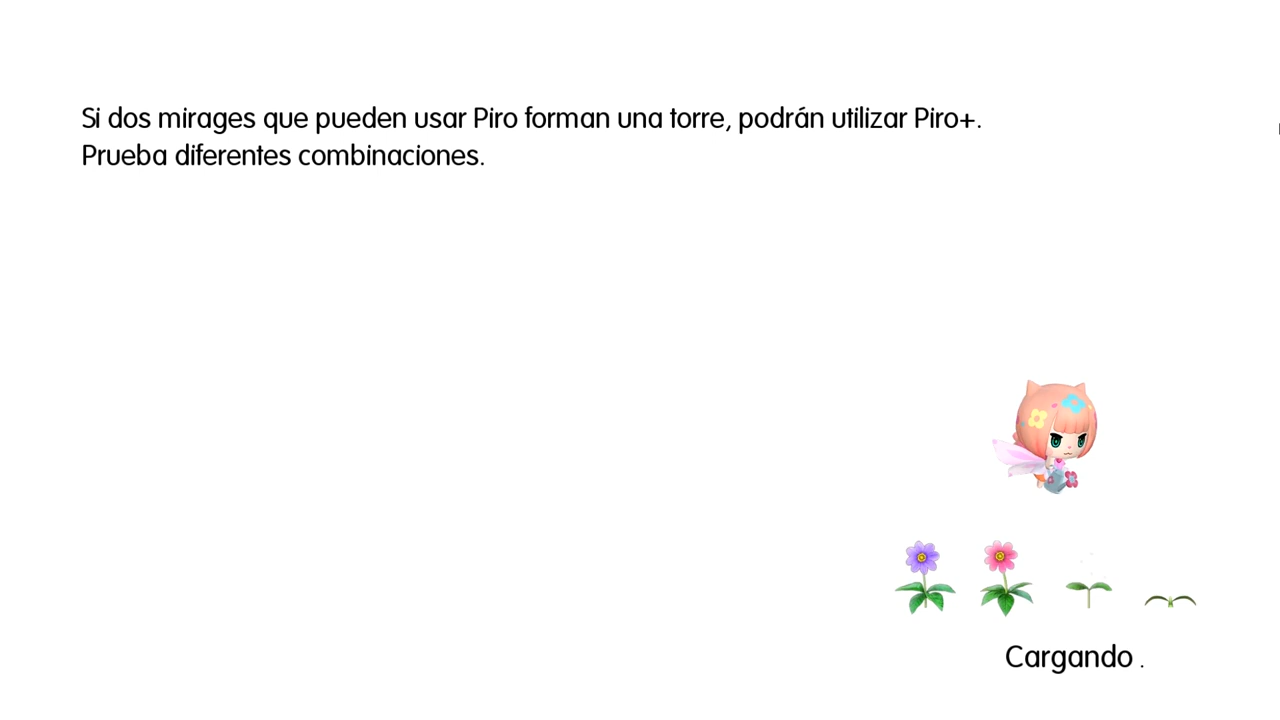 Si dos mirages que pueden usar Piro forman una torre, podrán utilizar Piro+.
Prueba diferentes combinaciones.
Cargando .